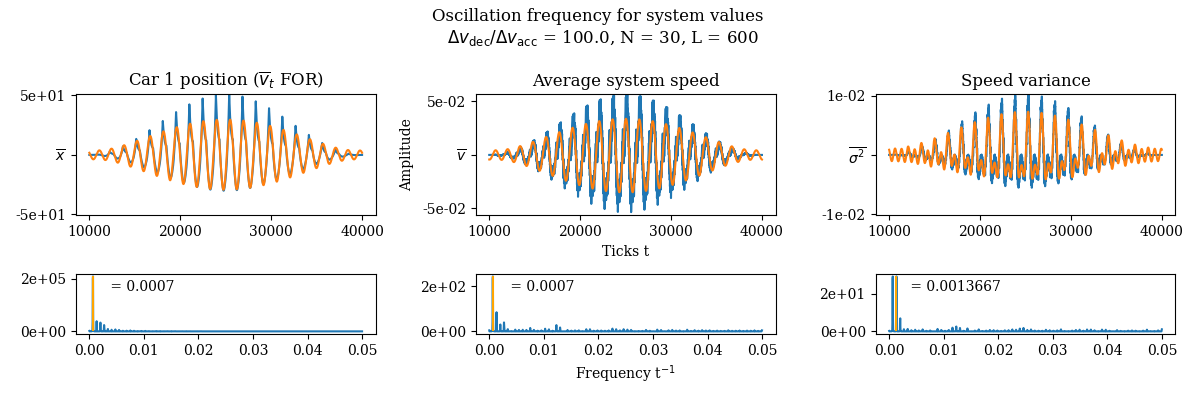 Oscillation frequency for system values
Δv_dec/Δv_acc = 100.0, N = 30, L = 600
Car 1 position (v̅_t FOR)
5e+01
x̅
-5e+01
10000 20000 30000 40000
Average system speed
Amplitude
5e-02
v̅
-5e-02
10000 20000 30000 40000
Ticks t
Speed variance
1e-02
σ̅²
-1e-02
10000 20000 30000 40000
2e+05
0e+00
= 0.0007
0.00 0.01 0.02 0.03 0.04 0.05
2e+02
0e+00
= 0.0007
0.00 0.01 0.02 0.03 0.04 0.05
Frequency t⁻¹
2e+01
0e+00
= 0.0013667
0.00 0.01 0.02 0.03 0.04 0.05